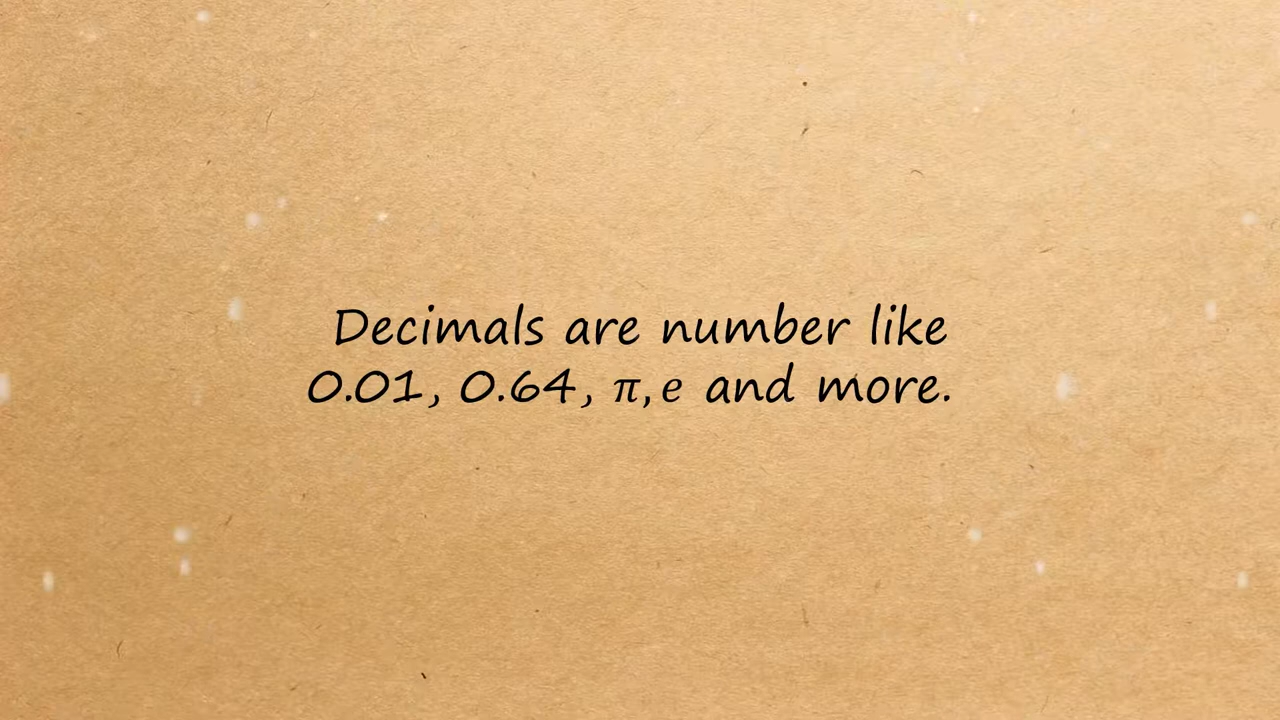 Decimals are number like
0.01, 0.64, π, e and more.